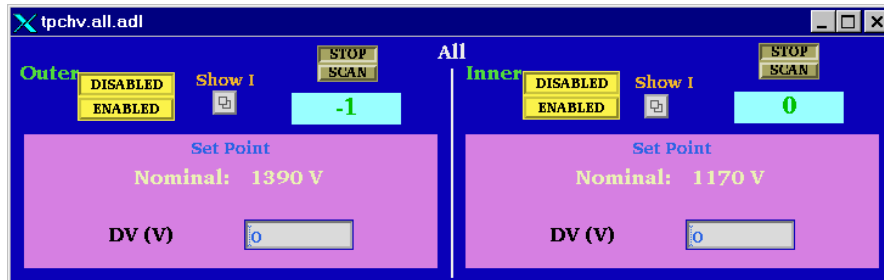 tpchv.all.adl
All
Outer
DISABLED
ENABLED
Show I
STOP
SCAN
-1
Set Point
Nominal: 1390 V
DV (V) 0
Inner
DISABLED
ENABLED
Show I
STOP
SCAN
0
Set Point
Nominal: 1170 V
DV (V) 0